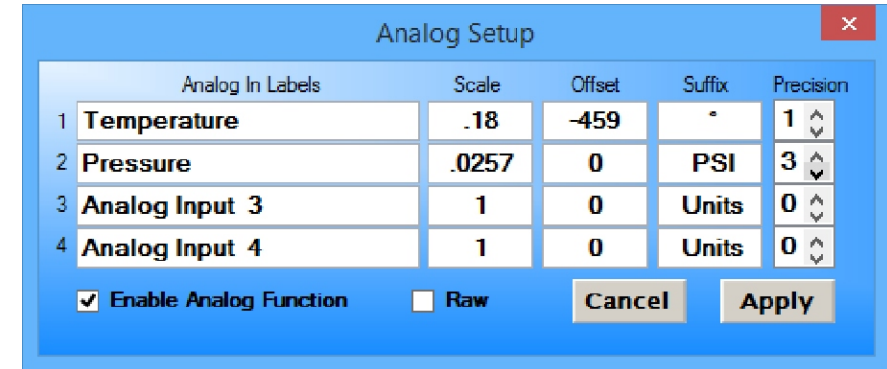 Analog Setup
Analog In Labels Scale Offset Suffix Precision
1 Temperature .18 -459 ° 1
2 Pressure .0257 0 PSI 3
3 Analog Input 3 1 0 Units 0
4 Analog Input 4 1 0 Units 0
Enable Analog Function Raw Cancel Apply